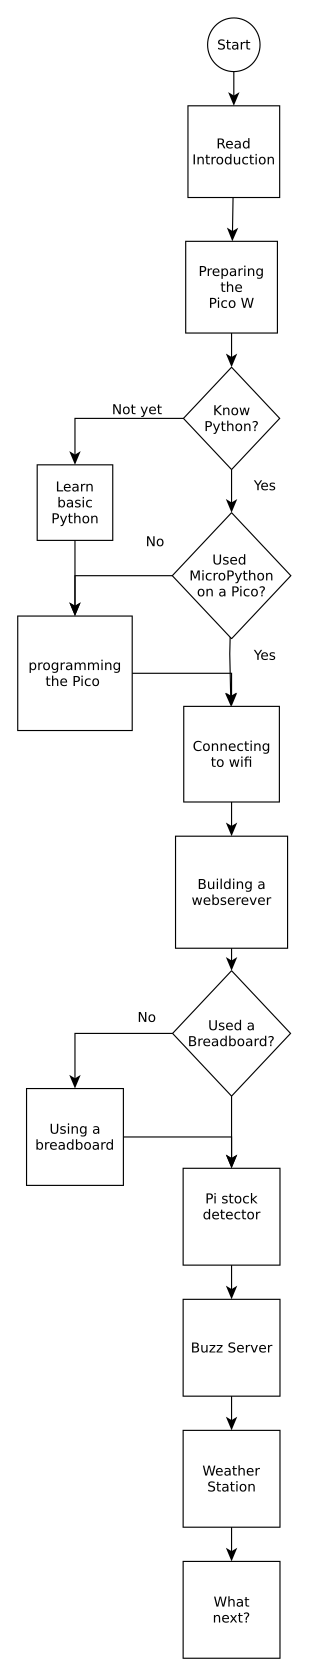 Start
Read
Introduction
Preparing
the
Pico W
Not yet
Know
Python?
Learn
basic
Python
Yes
No
Used
MicroPython
on a Pico?
programming
the Pico
Yes
Connecting
to wifi
Building a
webserever
No
Used a
Breadboard?
Using a
breadboard
Pi stock
detector
Buzz Server
Weather
Station
What
next?